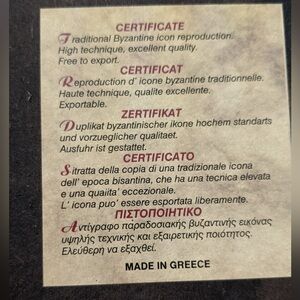 CERTIFICATE
Traditional Byzantine icon reproduction.
High technique, excellent quality.
Free to export.
CERTIFICAT
Reproduction d' icone byzantine traditionnelle.
Haute technique, qualite excellente.
Exportable.
ZERTIFIKAT
Duplikat byzantinischer ikone hochem standarts
und vorzueglicher qualitaet.
Ausfuhr ist gestattet.
CERTIFICATO
Sitratta della copia di una tradizionale icona
dell' epoca bisantina, che ha una tecnica elevata
e una quaiita' eccezionale.
L' icona puo' essere esportata liberamente.
ΠΙΣΤΟΠΟΙΗΤΙΚΟ
Αντίγραφο παραδοσιακής βυζαντινής εικόνας
υψηλής τεχνικής και εξαιρετικής ποιότητος.
Ελευθέρη να εξαχθεί.
MADE IN GREECE